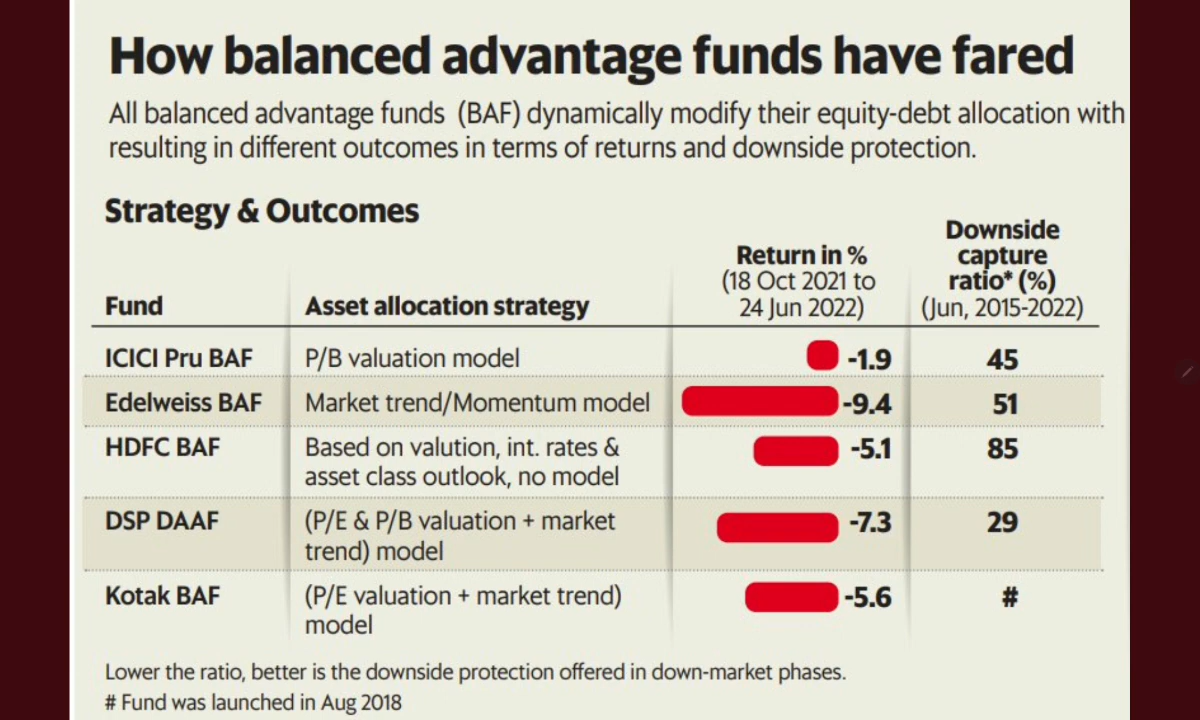 How balanced advantage funds have fared
All balanced advantage funds (BAF) dynamically modify their equity-debt allocation with
resulting in different outcomes in terms of returns and downside protection.
Strategy & Outcomes
Fund
Asset allocation strategy
Return in %
(18 Oct 2021 to
24 Jun 2022)
Downside
capture
ratio* (%)
(Jun, 2015-2022)
ICICI Pru BAF P/B valuation model -1.9 45
Edelweiss BAF Market trend/Momentum model -9.4 51
HDFC BAF Based on valution, int. rates & -5.1 85
asset class outlook, no model
DSP DAAF (P/E & P/B valuation + market -7.3 29
trend) model
Kotak BAF (P/E valuation + market trend) -5.6 #
model
Lower the ratio, better is the downside protection offered in down-market phases.
# Fund was launched in Aug 2018